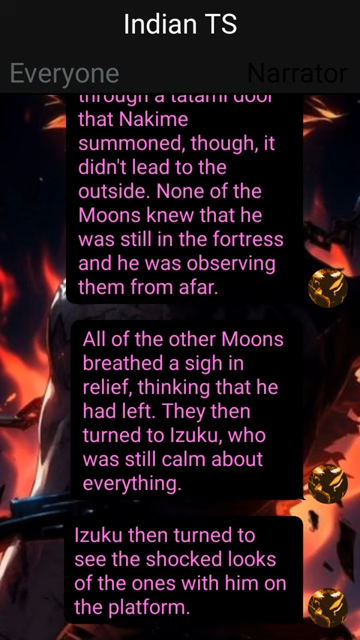 Indian TS
Everyone
Narrator
through a tatami door
that Nakime
summoned, though, it
didn't lead to the
outside. None of the
Moons knew that he
was still in the fortress
and he was observing
them from afar.
All of the other Moons
breathed a sigh in
relief, thinking that he
had left. They then
turned to Izuku, who
was still calm about
everything.
Izuku then turned to
see the shocked looks
of the ones with him on
the platform.